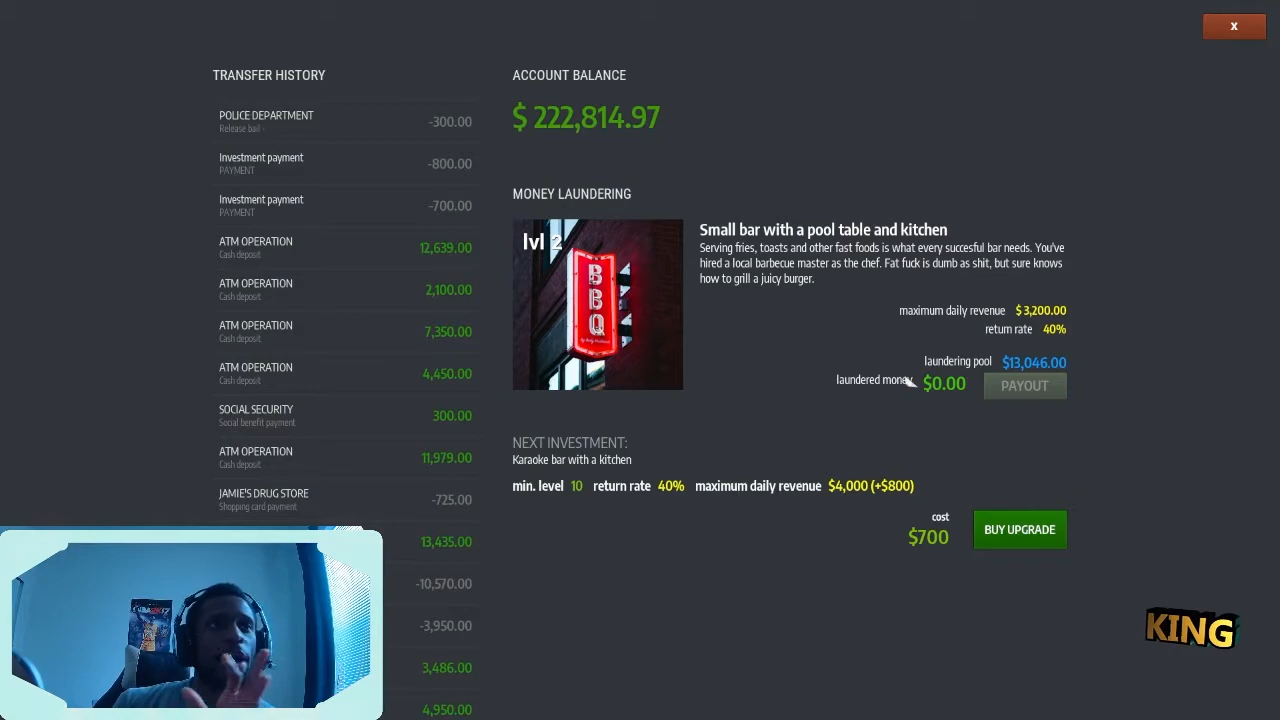 X
TRANSFER HISTORY
POLICE DEPARTMENT -300.00
Release bail -
Investment payment -800.00
PAYMENT
Investment payment -700.00
PAYMENT
ATM OPERATION 12,639.00
Cash deposit
ATM OPERATION 2,100.00
Cash deposit
ATM OPERATION 7,350.00
Cash deposit
ATM OPERATION 4,450.00
Cash deposit
SOCIAL SECURITY 300.00
Social benefit payment
ATM OPERATION 11,979.00
Cash deposit
JAMIE'S DRUG STORE -725.00
Shopping card payment
13,435.00
-10,570.00
-3,950.00
3,486.00
4,950.00
ACCOUNT BALANCE
$ 222,814.97
MONEY LAUNDERING
lvl 2
BBQ
Small bar with a pool table and kitchen
Serving fries, toasts and other fast foods is what every succesful bar needs. You've
hired a local barbecue master as the chef. Fat fuck is dumb as shit, but sure knows
how to grill a juicy burger.
maximum daily revenue $ 3,200.00
return rate 40%
laundering pool $13,046.00
laundered money $0.00 PAYOUT
NEXT INVESTMENT:
Karaoke bar with a kitchen
min. level 10 return rate 40% maximum daily revenue $4,000 (+$800)
cost
$700
BUY UPGRADE
KING